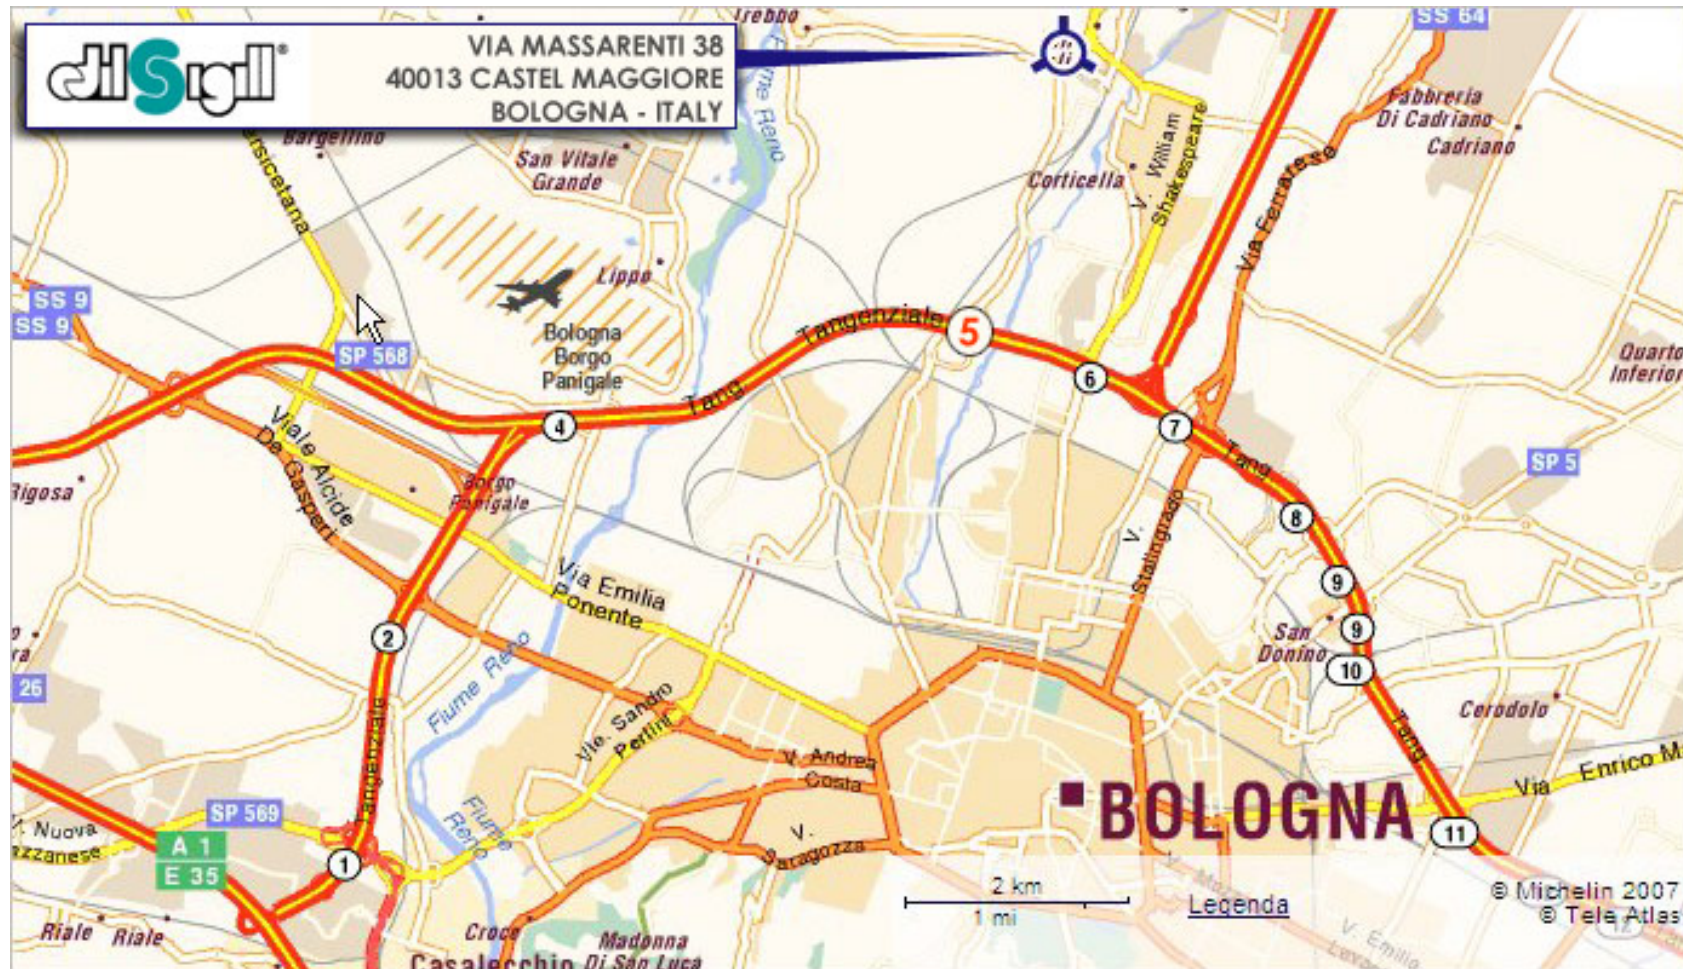 edilSigill®
VIA MASSARENTI 38
40013 CASTEL MAGGIORE
BOLOGNA - ITALY
Trebbo
SS 64
Fiume Reno
Bargellino
San Vitale
Grande
Fabbreria
Di Cadriano
Cadriano
Corticella
V. William
Shakespeare
Via Ferrarese
Lippo
SS 9
SS 9
Bologna
Borgo
Panigale
SP 568
Tangenziale
5
Tang
6
Quarto
4
7
Viale Alcide
De Gasperi
Tang
SP 5
Rigosa
Borgo
Panigale
8
V.
Stalingrado
Via Emilia
Ponente
9
2
9
San
Donino
10
26
Fiume Reno
Vle. Sandro
Pertini
Cerodolo
Tangenziale
Tang
V. Andrea
Costa
Via Enrico M
BOLOGNA
SP 569
Fiume
Reno
V. Nuova
V.
Saragozza
11
A 1
E 35
1
2 km
1 mi
Legenda
© Michelin 2007
© Tele Atlas
12
Riale
Riale
Croce
Madonna
Di San Luca
Casalecchio
V. Emilia